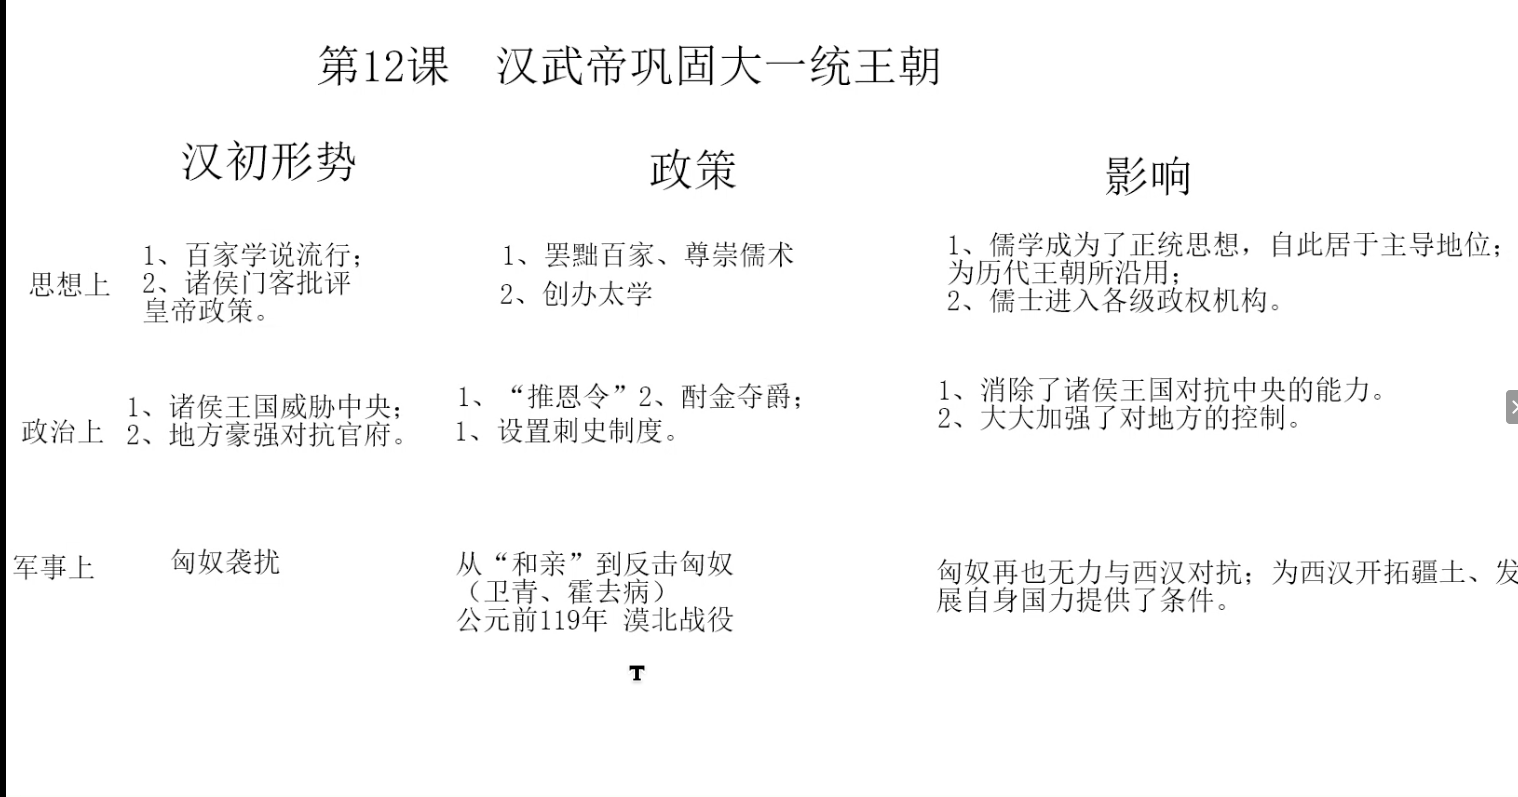 第12课　汉武帝巩固大一统王朝
汉初形势
政策
影响
思想上
1、百家学说流行；
2、诸侯门客批评
皇帝政策。
1、罢黜百家、尊崇儒术
2、创办太学
1、儒学成为了正统思想，自此居于主导地位；
为历代王朝所沿用；
2、儒士进入各级政权机构。
政治上
1、诸侯王国威胁中央；
2、地方豪强对抗官府。
1、“推恩令”2、酎金夺爵；
1、设置刺史制度。
1、消除了诸侯王国对抗中央的能力。
2、大大加强了对地方的控制。
军事上
匈奴袭扰
从“和亲”到反击匈奴
（卫青、霍去病）
公元前119年 漠北战役
匈奴再也无力与西汉对抗；为西汉开拓疆土、发
展自身国力提供了条件。